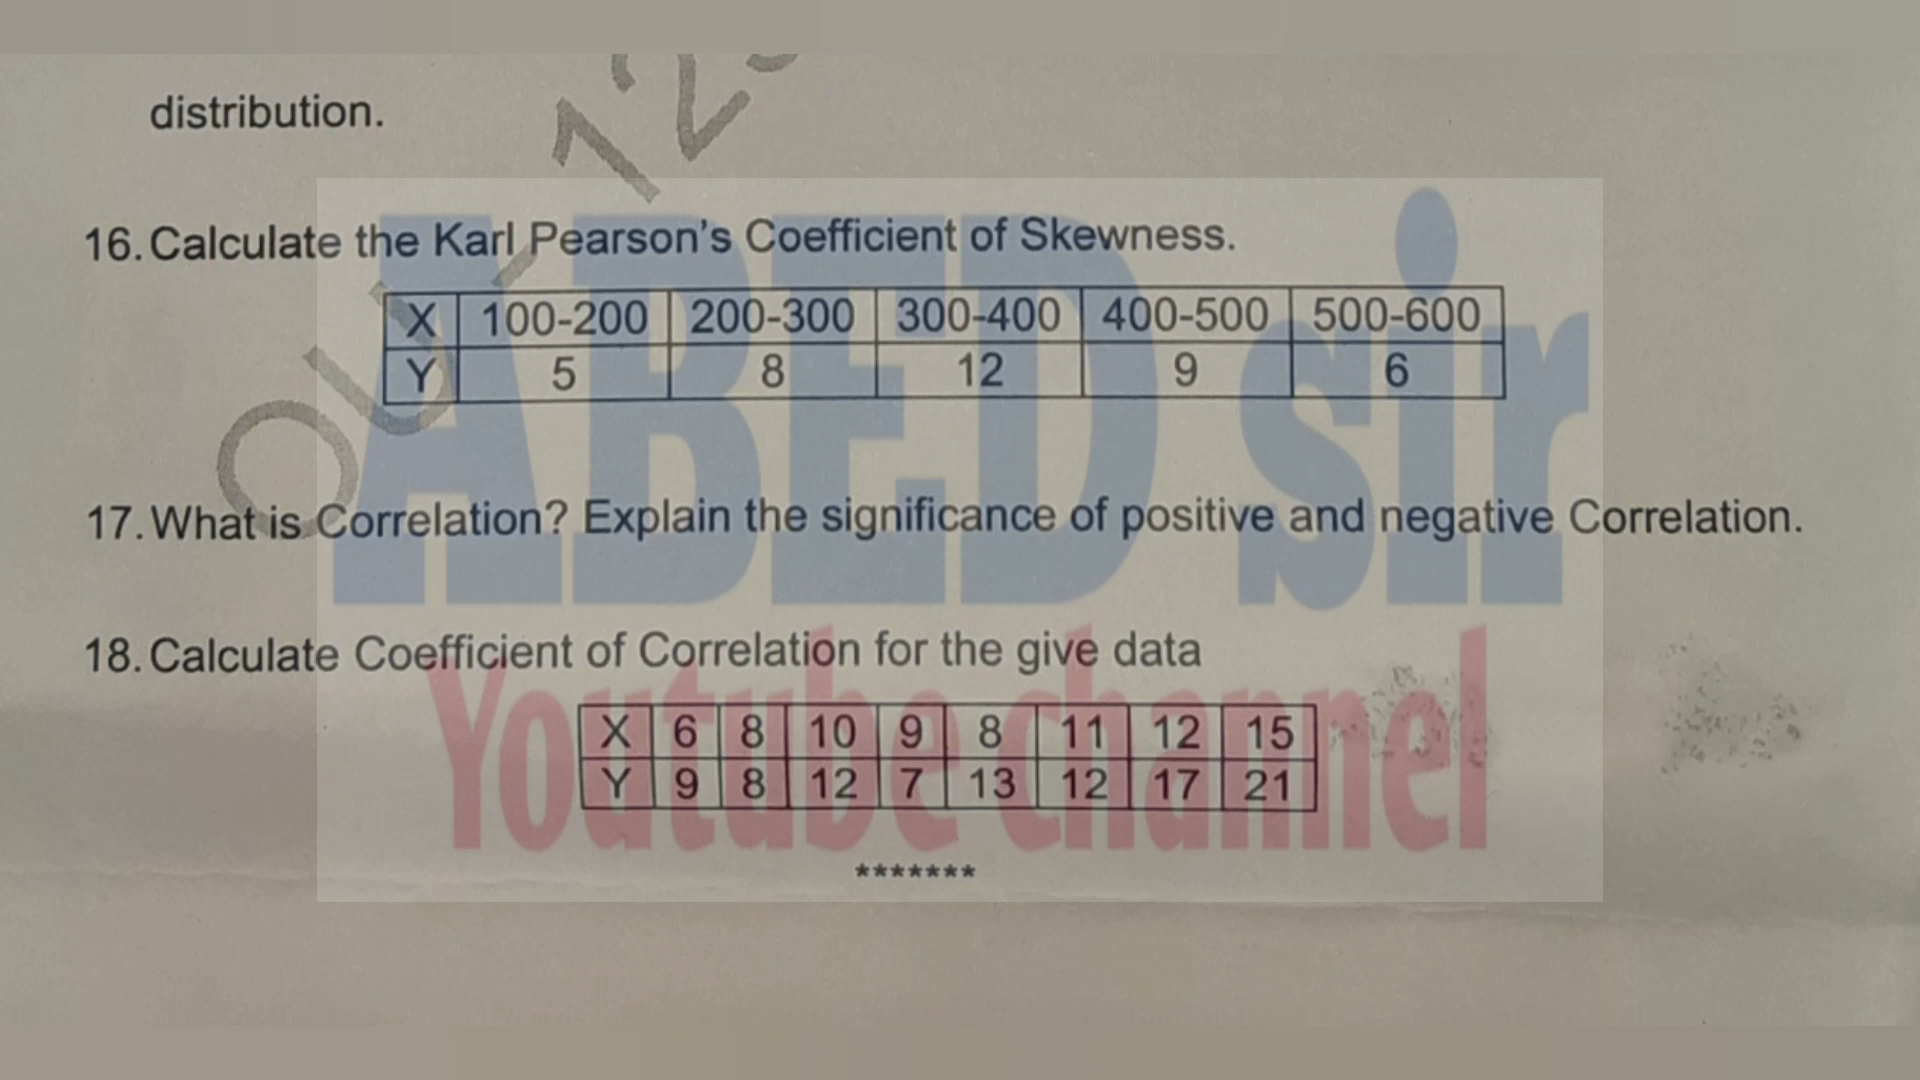 distribution.
16. Calculate the Karl Pearson's Coefficient of Skewness.
X 100-200 200-300 300-400 400-500 500-600
Y 5 8 12 9 6
17. What is Correlation? Explain the significance of positive and negative Correlation.
18. Calculate Coefficient of Correlation for the give data
X 6 8 10 9 8 11 12 15
Y 9 8 12 7 13 12 17 21
*******
ABED sir
Youtube channel